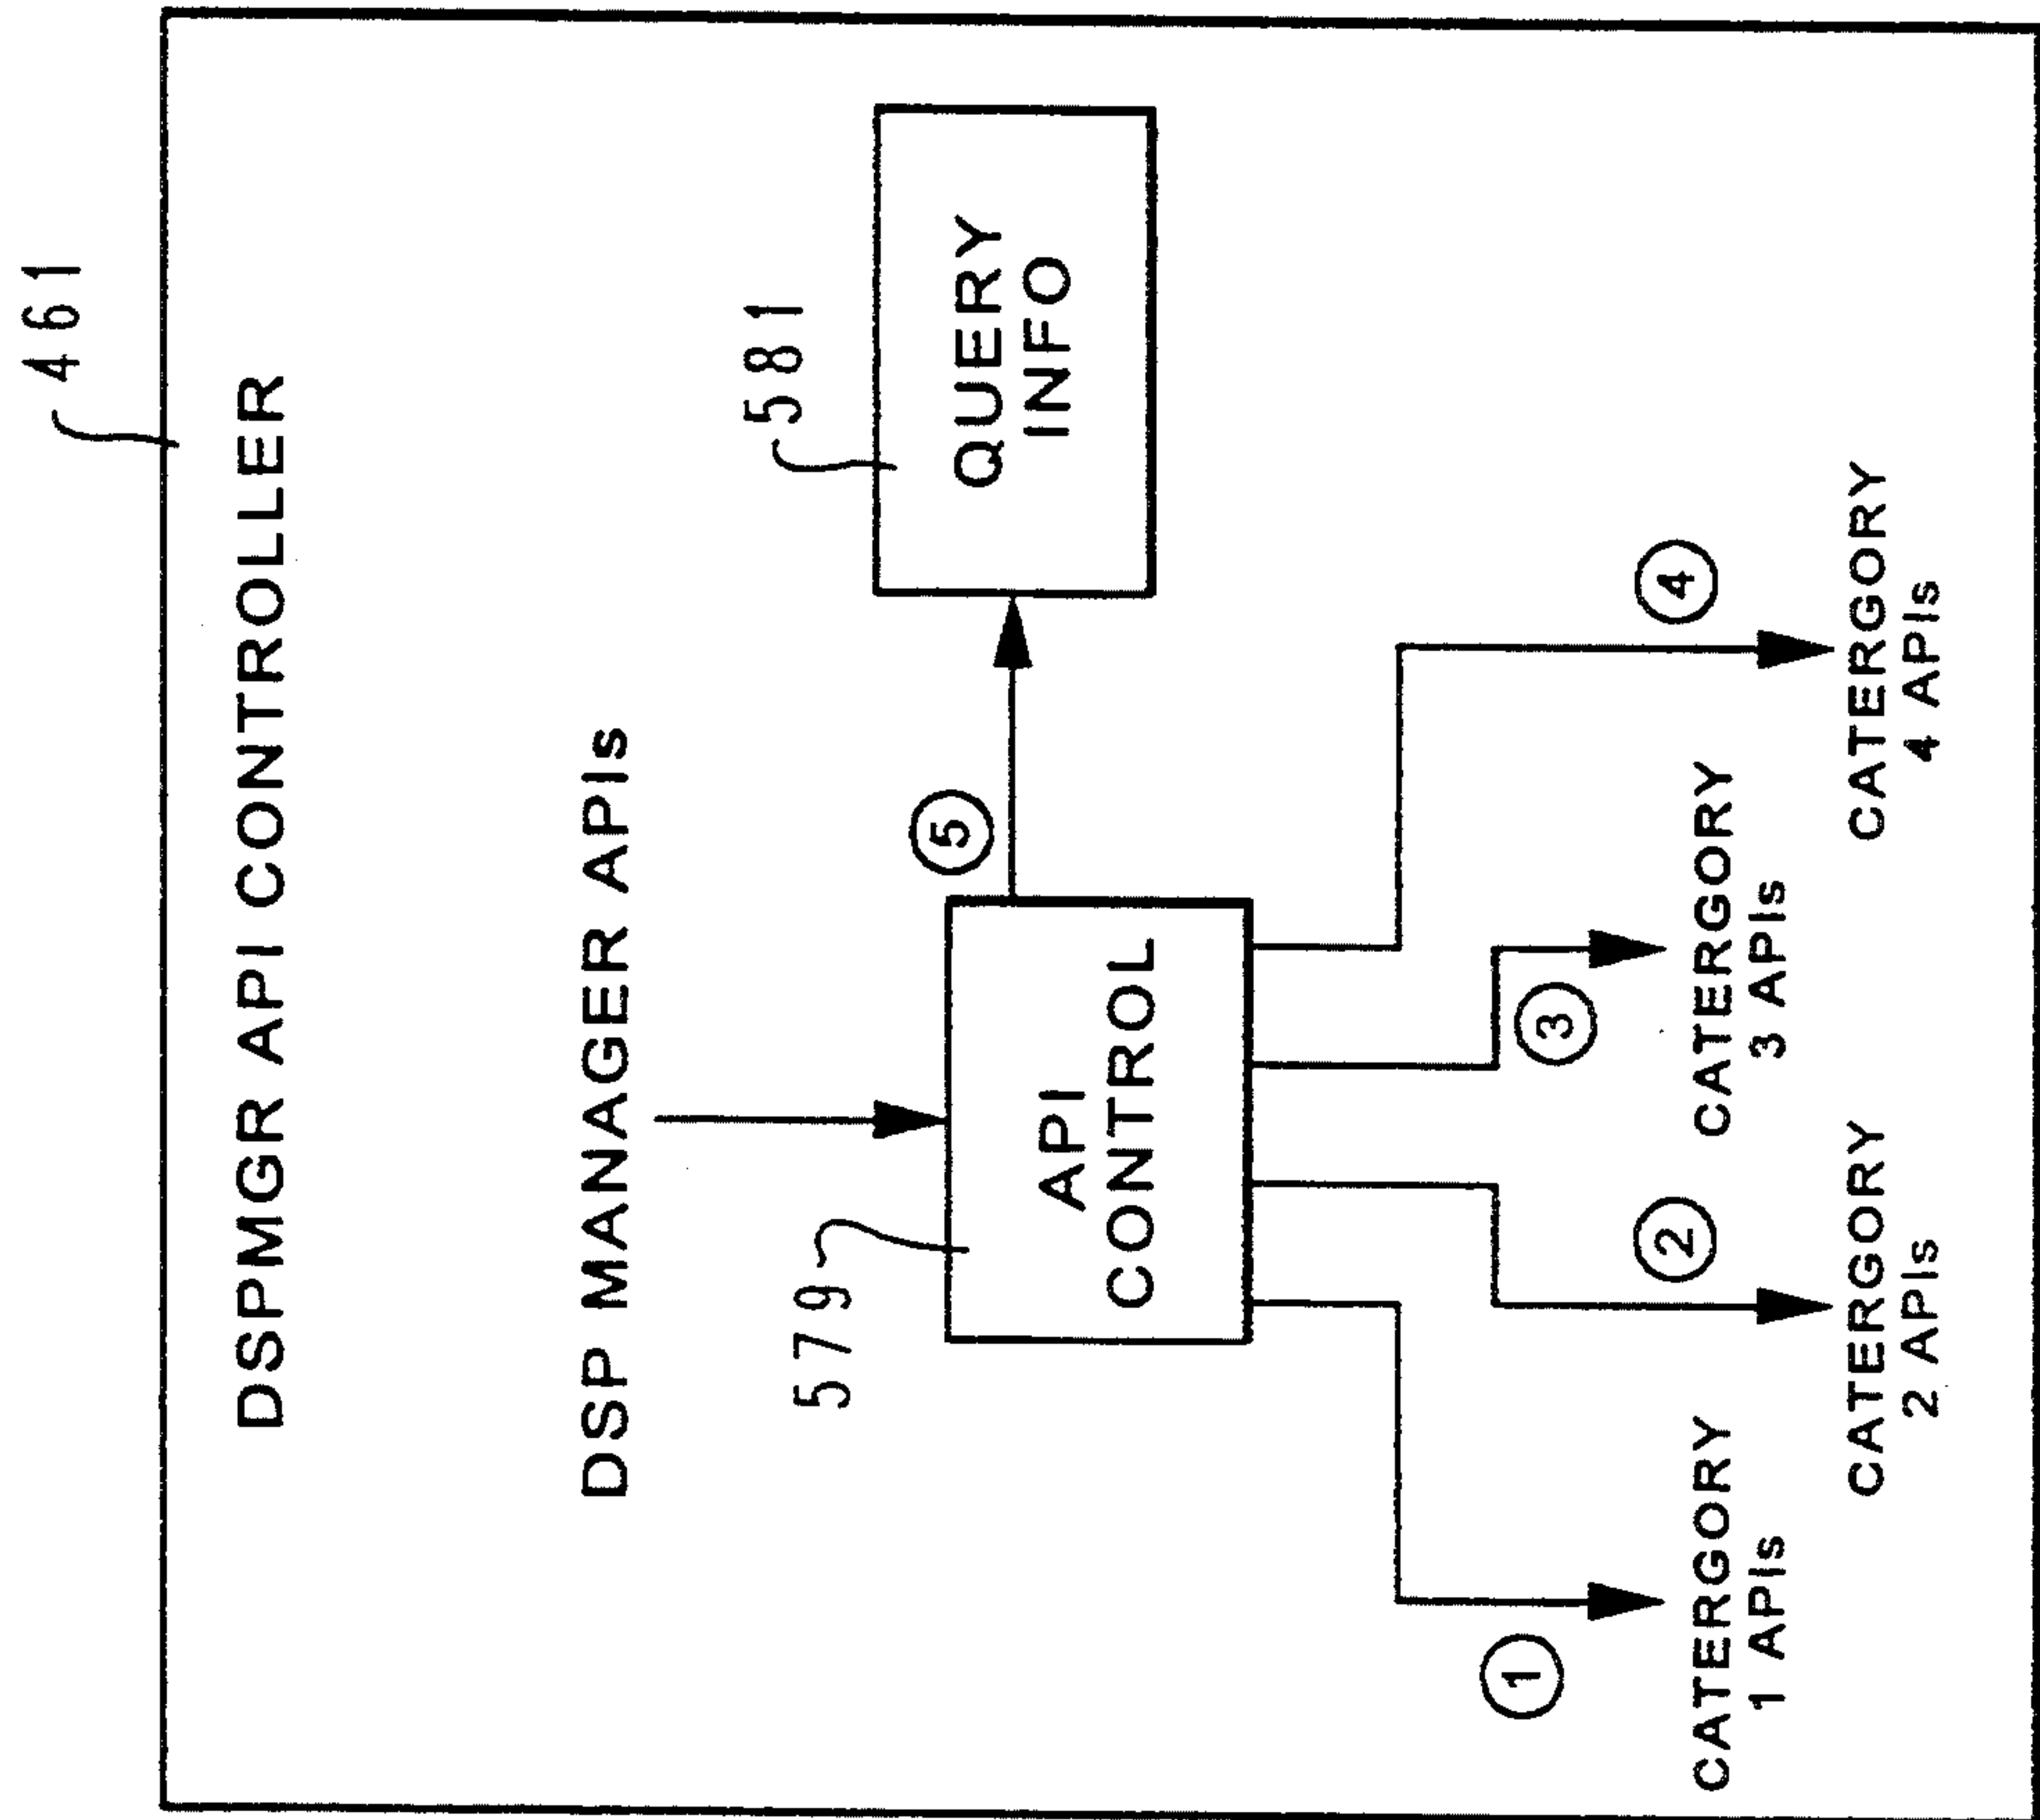 461
DSPMGR API CONTROLLER
DSP MANAGER APIs
581
QUERY
INFO
579
API
CONTROL
5
1
2
3
4
CATERGORY
1 APIs
CATERGORY
2 APIs
CATERGORY
3 APIs
CATERGORY
4 APIs